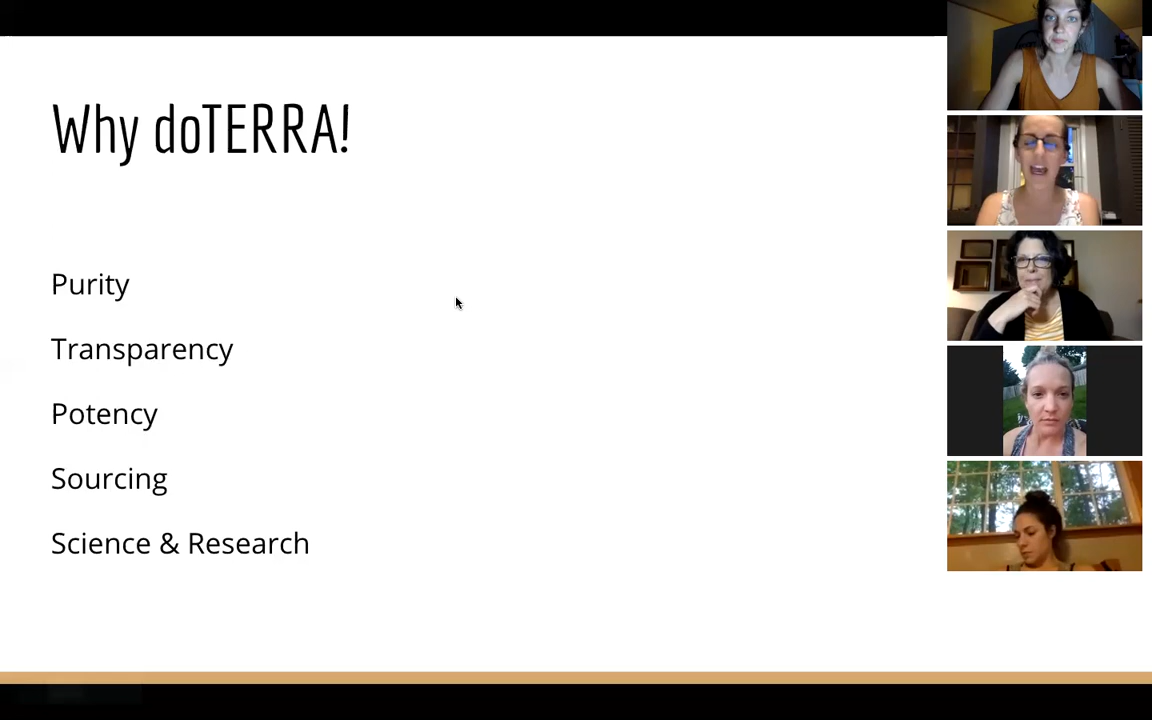 Why doTERRA!
Purity
Transparency
Potency
Sourcing
Science & Research